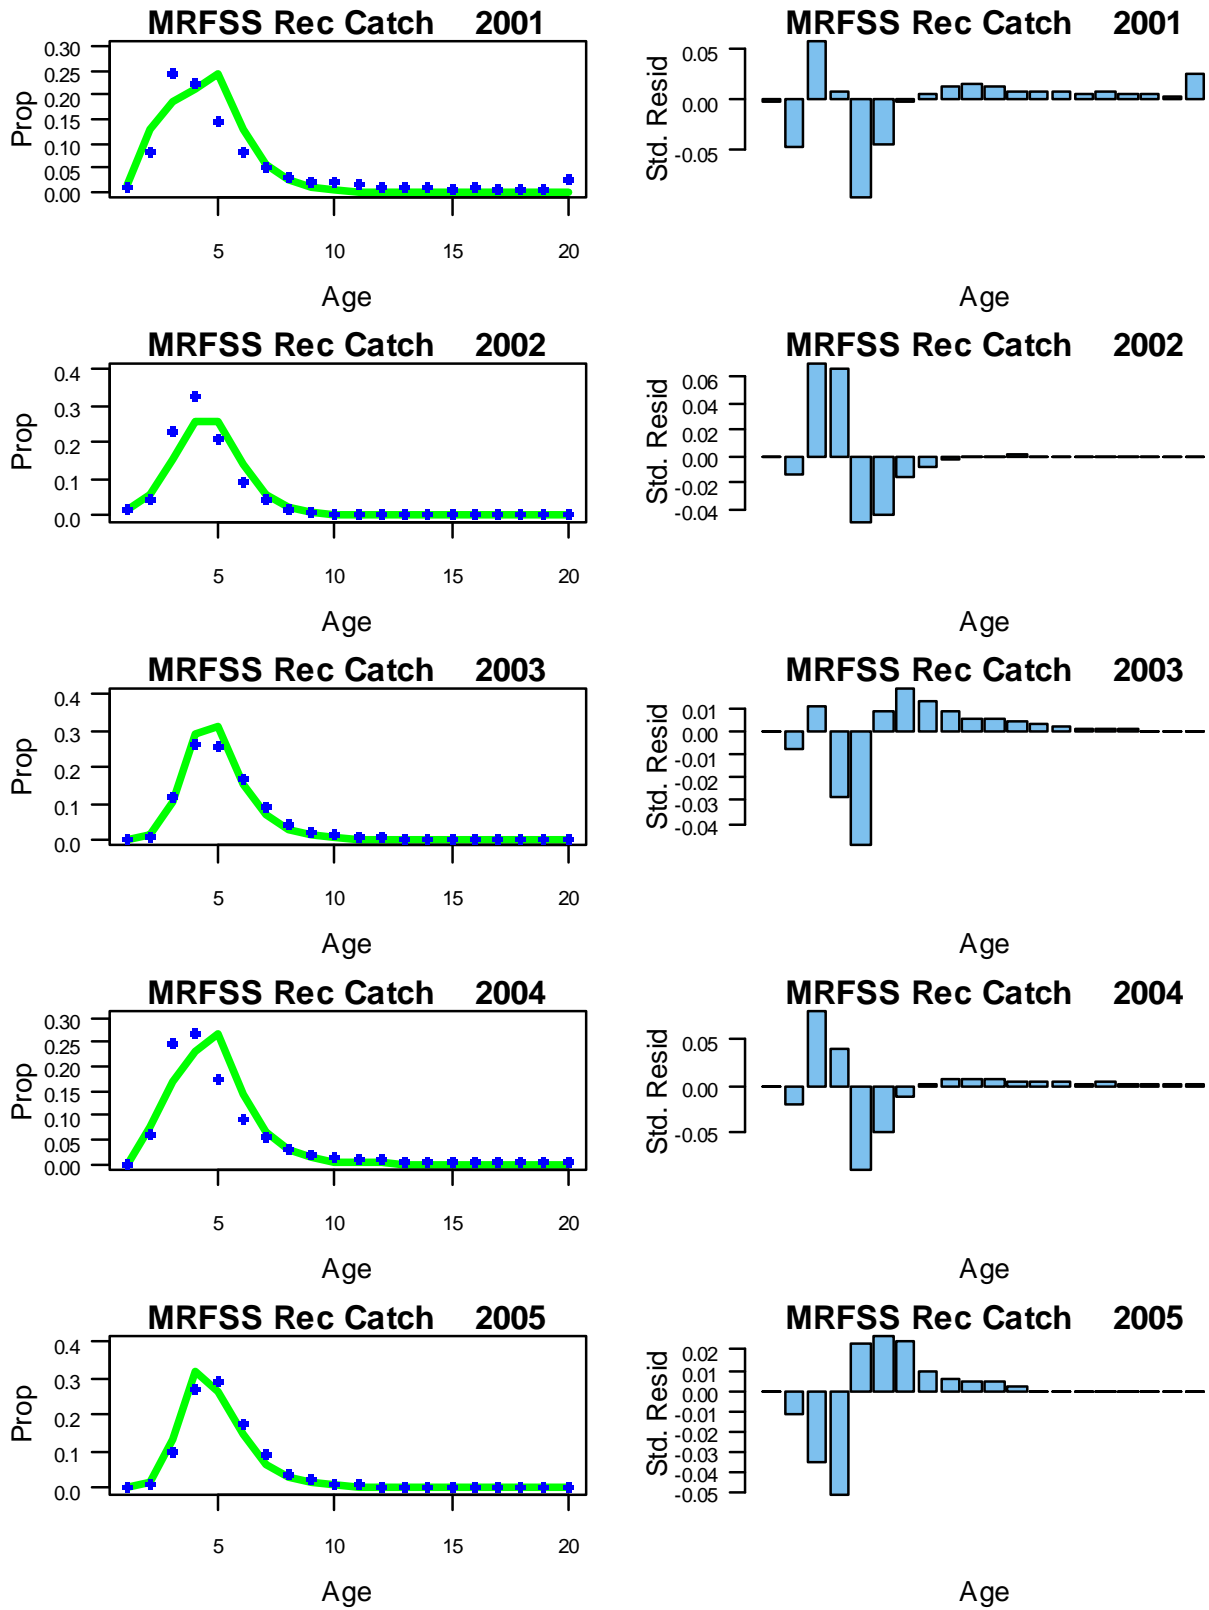 MRFSS Rec Catch 2001
Prop
0.30
0.25
0.20
0.15
0.10
0.05
0.00
5 10 15 20
Age
MRFSS Rec Catch 2001
Std. Resid
0.05
0.00
-0.05
Age
MRFSS Rec Catch 2002
Prop
0.4
0.3
0.2
0.1
0.0
5 10 15 20
Age
MRFSS Rec Catch 2002
Std. Resid
0.06
0.04
0.02
0.00
-0.02
-0.04
Age
MRFSS Rec Catch 2003
Prop
0.4
0.3
0.2
0.1
0.0
5 10 15 20
Age
MRFSS Rec Catch 2003
Std. Resid
0.01
0.00
-0.01
-0.02
-0.03
-0.04
Age
MRFSS Rec Catch 2004
Prop
0.30
0.25
0.20
0.15
0.10
0.05
0.00
5 10 15 20
Age
MRFSS Rec Catch 2004
Std. Resid
0.05
0.00
-0.05
Age
MRFSS Rec Catch 2005
Prop
0.4
0.3
0.2
0.1
0.0
5 10 15 20
Age
MRFSS Rec Catch 2005
Std. Resid
0.02
0.01
0.00
-0.01
-0.02
-0.03
-0.04
-0.05
Age